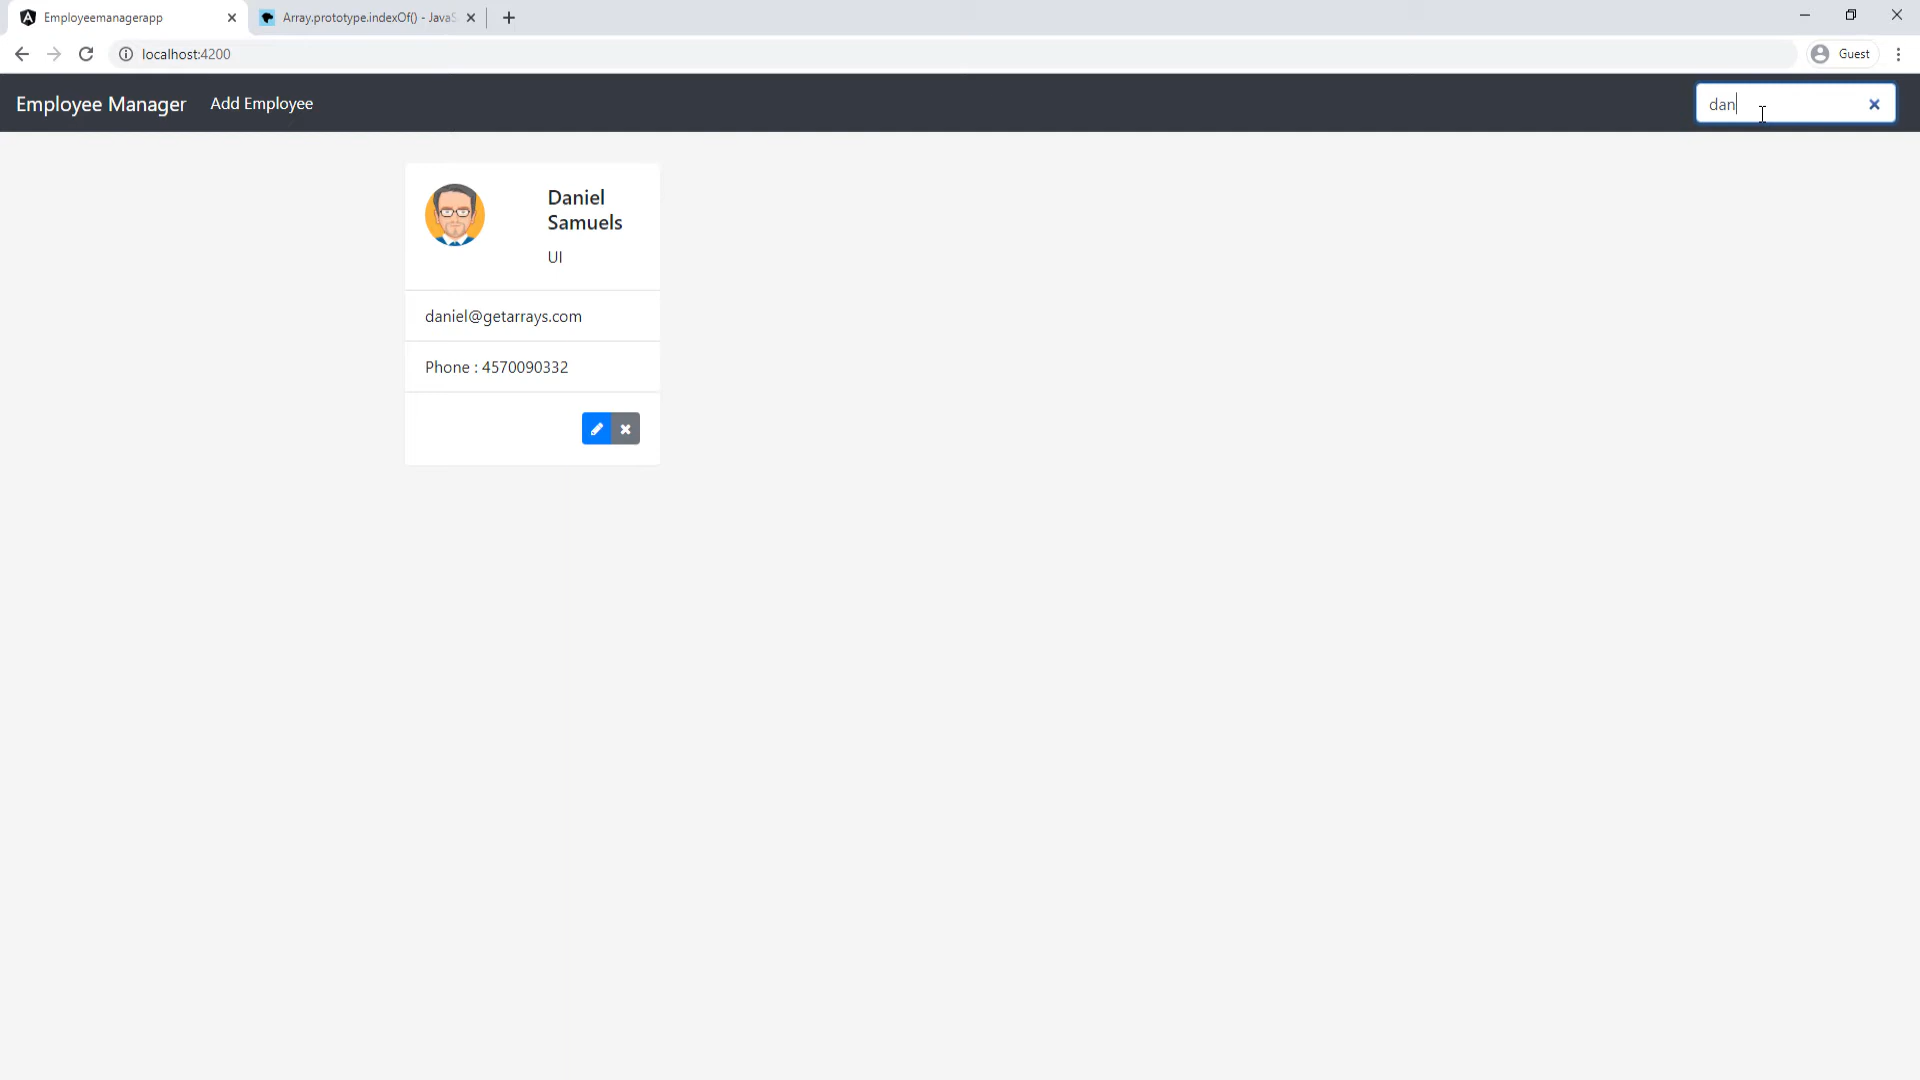 Employeemanagerapp
Array.prototype.indexOf() - JavaS
localhost:4200
Guest
Employee Manager
Add Employee
dan
Daniel
Samuels
UI
daniel@getarrays.com
Phone : 4570090332